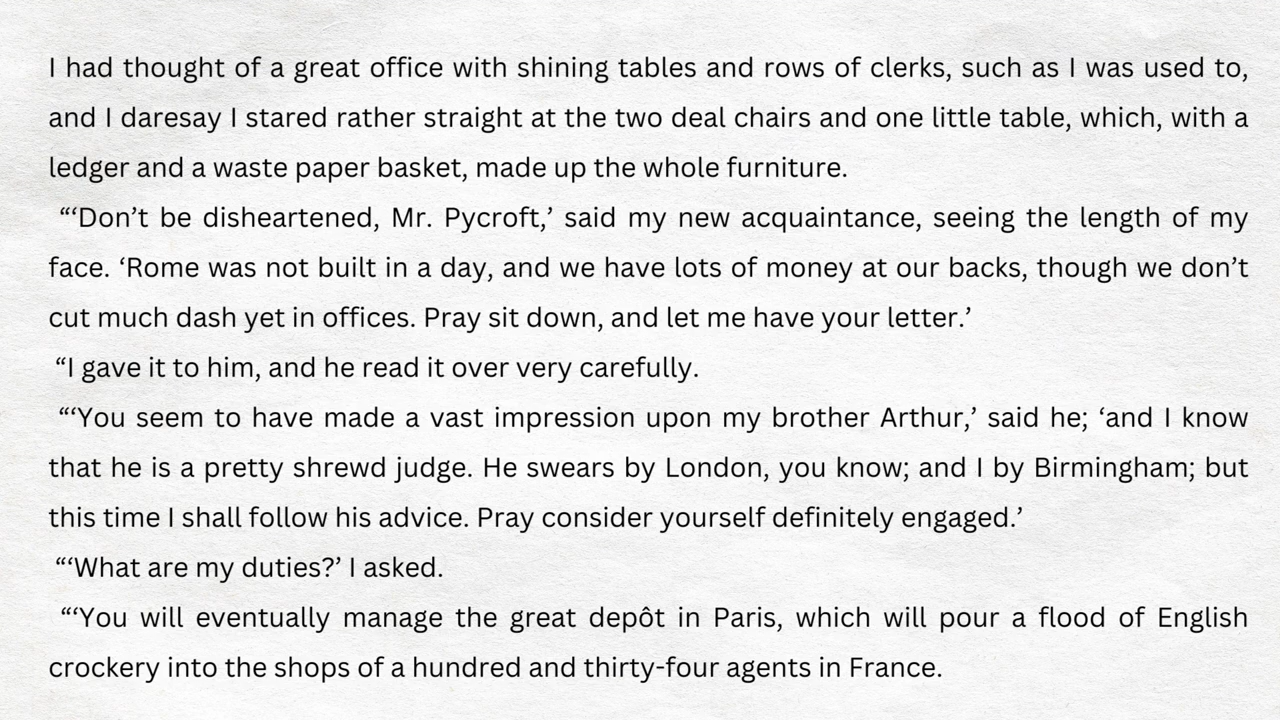 I had thought of a great office with shining tables and rows of clerks, such as I was used to,
and I daresay I stared rather straight at the two deal chairs and one little table, which, with a
ledger and a waste paper basket, made up the whole furniture.
“‘Don’t be disheartened, Mr. Pycroft,’ said my new acquaintance, seeing the length of my
face. ‘Rome was not built in a day, and we have lots of money at our backs, though we don’t
cut much dash yet in offices. Pray sit down, and let me have your letter.’
“I gave it to him, and he read it over very carefully.
“‘You seem to have made a vast impression upon my brother Arthur,’ said he; ‘and I know
that he is a pretty shrewd judge. He swears by London, you know; and I by Birmingham; but
this time I shall follow his advice. Pray consider yourself definitely engaged.’
“‘What are my duties?’ I asked.
“‘You will eventually manage the great depôt in Paris, which will pour a flood of English
crockery into the shops of a hundred and thirty-four agents in France.